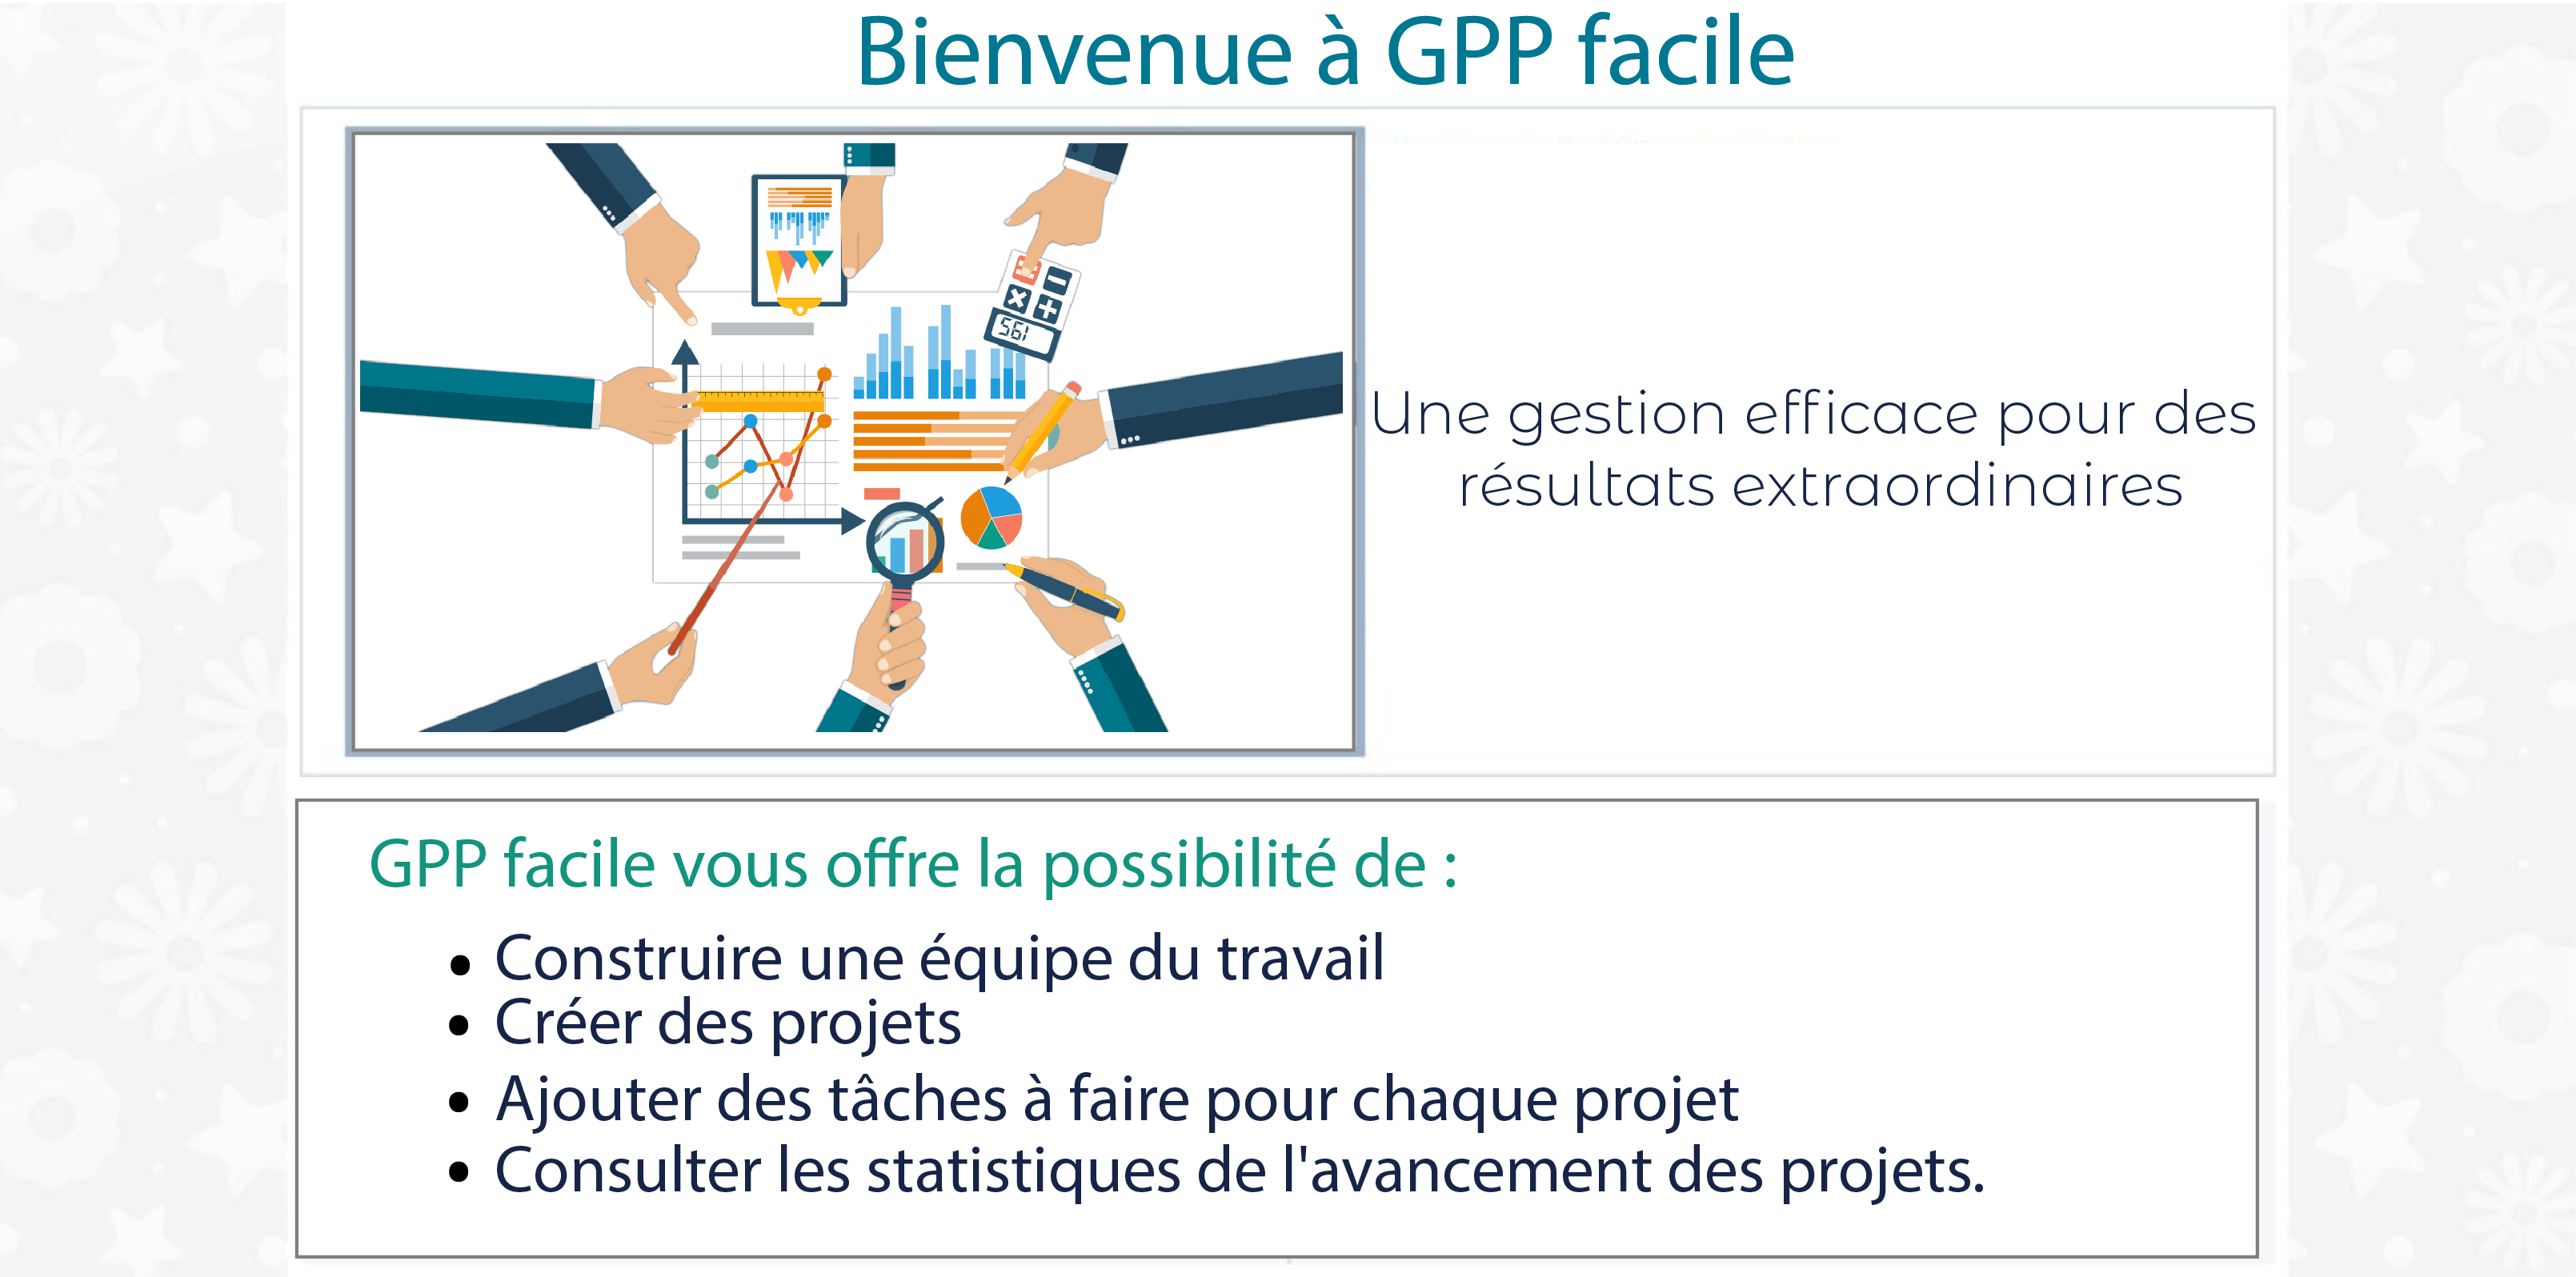 Bienvenue à GPP facile
Une gestion efficace pour des
résultats extraordinaires
GPP facile vous offre la possibilité de :
• Construire une équipe du travail
• Créer des projets
• Ajouter des tâches à faire pour chaque projet
• Consulter les statistiques de l'avancement des projets.